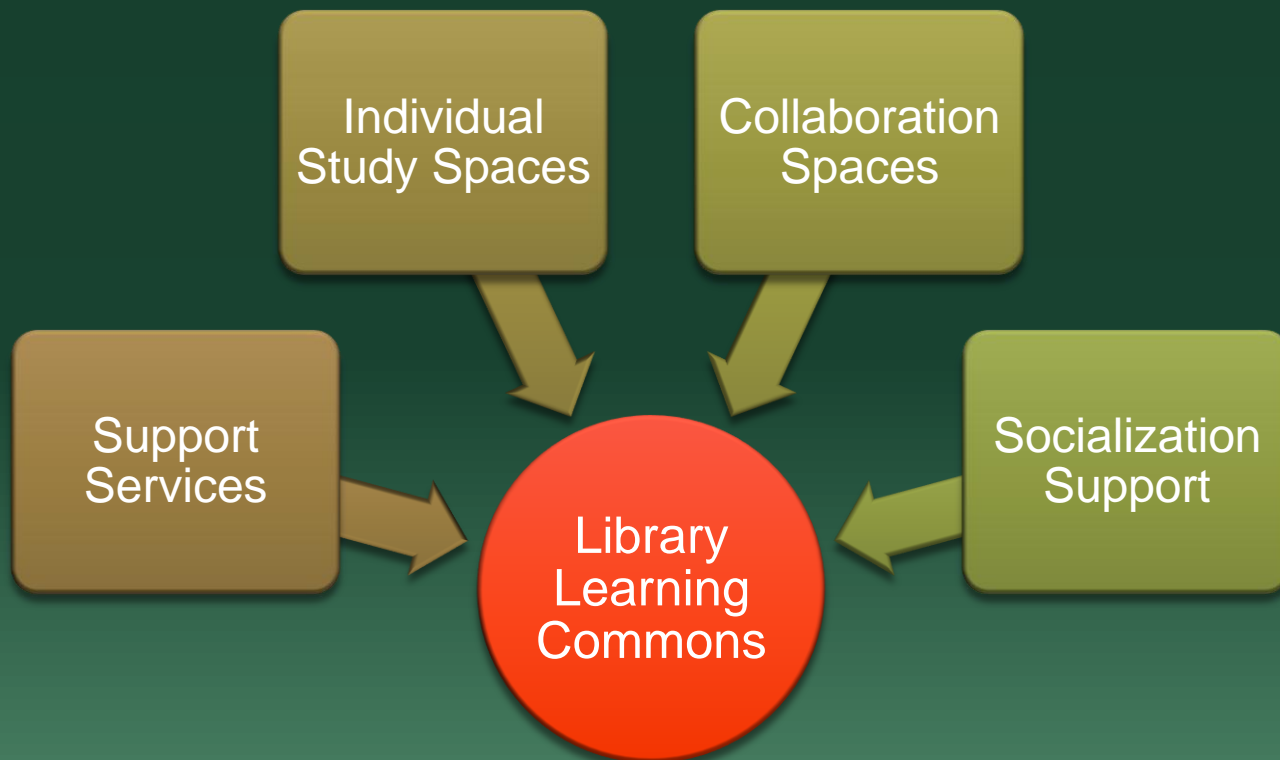 Individual
Study Spaces
Collaboration
Spaces
Support
Services
Socialization
Support
Library
Learning
Commons